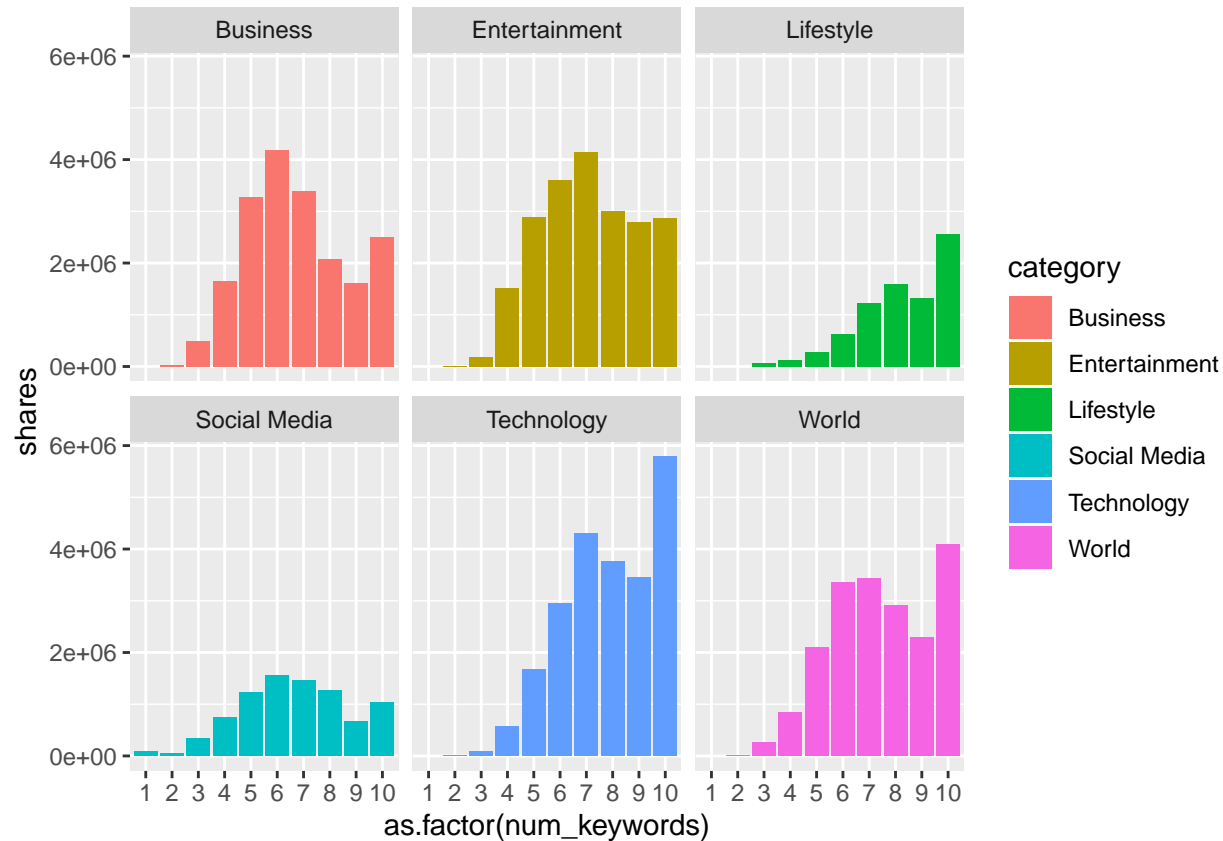 Business Entertainment Lifestyle
6e+06
4e+06
2e+06
0e+00
Social Media Technology World
6e+06
4e+06
2e+06
0e+00
1 2 3 4 5 6 7 8 9 10 1 2 3 4 5 6 7 8 9 10 1 2 3 4 5 6 7 8 9 10
as.factor(num_keywords)
shares
category
Business
Entertainment
Lifestyle
Social Media
Technology
World